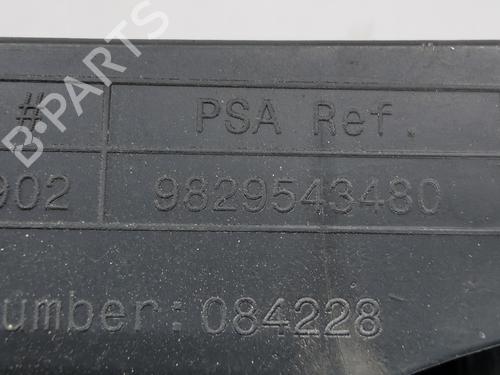 # PSA Ref.
902 9829543480
umber: 084228
B-PARTS